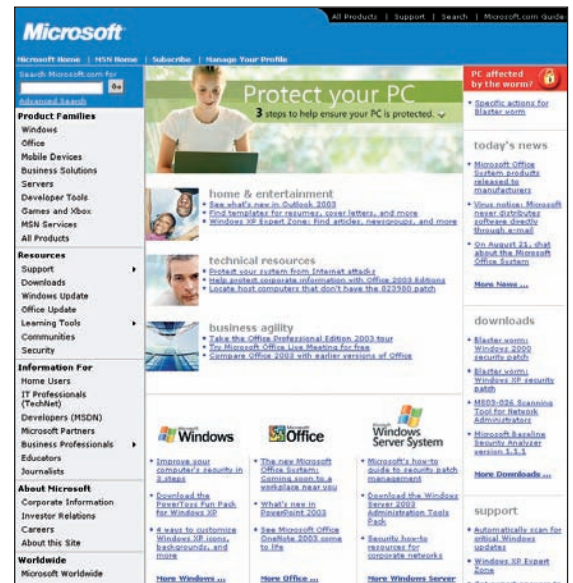 All Products | Support | Search | Microsoft.com Guide
Microsoft
Microsoft Home | MSN Home | Subscribe | Manage Your Profile
Search Microsoft.com for
Go
Advanced Search
Product Families
Windows
Office
Mobile Devices
Business Solutions
Servers
Developer Tools
Games and Xbox
MSN Services
All Products
Resources
Support
Downloads
Windows Update
Office Update
Learning Tools
Communities
Security
Information For
Home Users
IT Professionals
(TechNet)
Developers (MSDN)
Microsoft Partners
Business Professionals
Educators
Journalists
About Microsoft
Corporate Information
Investor Relations
Careers
About this Site
Worldwide
Microsoft Worldwide
Protect your PC
3 steps to help ensure your PC is protected.
home & entertainment
See what's new in Outlook 2003
Find templates for resumes, cover letters, and more
Windows XP Expert Zone: Find articles, newsgroups, and more
technical resources
Protect your system from Internet attacks
Help protect corporate information with Office 2003 Editions
Locate host computers that don't have the 823980 patch
business agility
Take the Office Professional Edition 2003 tour
Try Microsoft Office Live Meeting for free
Compare Office 2003 with earlier versions of Office
Windows
Improve your
computer's security in
3 steps
Download the
PowerToss Fun Pack
for Windows XP
4 ways to customize
Windows XP icons,
backgrounds, and
more
More Windows ...
Office
The new Microsoft
Office System:
Coming soon to a
workplace near you
What's new in
PowerPoint 2003
See Microsoft Office
OneNote 2003 come
to life
More Office ...
Windows
Server System
Microsoft's how-to
guide to security patch
management
Download the Windows
Server 2003
Administration Tools
Pack
Security how-to
resources for
corporate networks
More Windows Server
PC affected
by the worm?
Specific actions for
Blaster worm
today's news
Microsoft Office
System products
released to
manufacturers
Virus notice: Microsoft
never distributes
software directly
through e-mail
On August 21, chat
about the Microsoft
Office System
More News ...
downloads
Blaster worm:
Windows 2000
security patch
Blaster worm:
Windows XP security
patch
MS03-026 Scanning
Tool for Network
Administrators
Microsoft Baseline
Security Analyzer
version 1.1.1
More Downloads ...
support
Automatically scan for
critical Windows
updates
Windows XP Expert
Zone